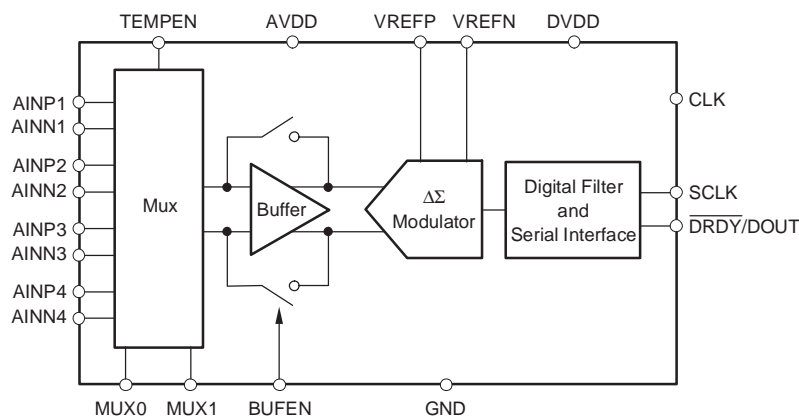 TEMPEN
AVDD
VREFP
VREFN
DVDD
AINP1
AINN1
AINP2
AINN2
AINP3
AINN3
AINP4
AINN4
Mux
Buffer
ΔΣ
Modulator
Digital Filter
and
Serial Interface
CLK
SCLK
DRDY/DOUT
MUX0
MUX1
BUFEN
GND